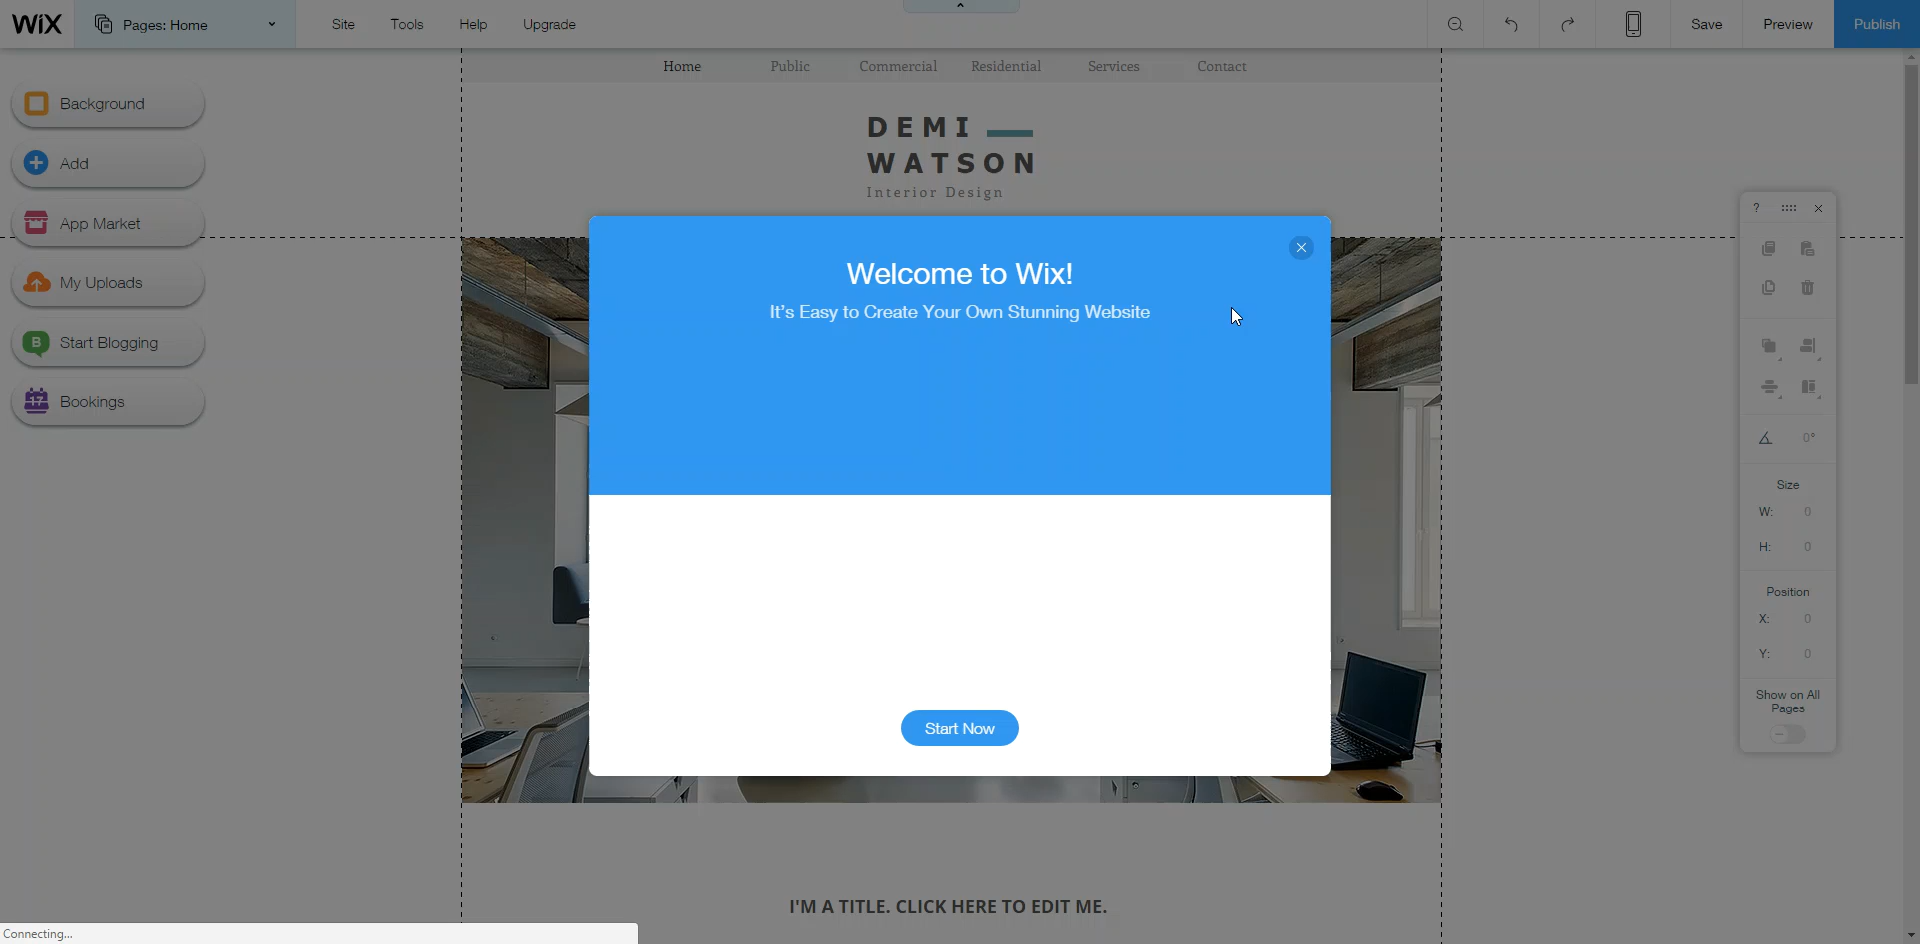 WiX
Pages: Home
Site
Tools
Help
Upgrade
Save
Preview
Publish
Home
Public
Commercial
Residential
Services
Contact
Background
Add
App Market
My Uploads
B
Start Blogging
17
Bookings
DEMI
WATSON
Interior Design
Welcome to Wix!
It's Easy to Create Your Own Stunning Website
Start Now
?
0°
Size
W: 0
H: 0
Position
X: 0
Y: 0
Show on All
Pages
I'M A TITLE. CLICK HERE TO EDIT ME.
Connecting...